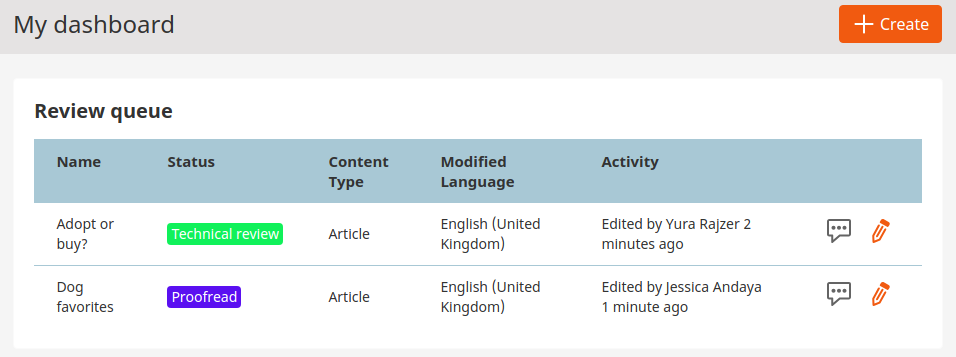 My dashboard
Create
Review queue
Name Status Content Type Modified Language Activity
Adopt or buy? Technical review Article English (United Kingdom) Edited by Yura Rajzer 2 minutes ago
Dog favorites Proofread Article English (United Kingdom) Edited by Jessica Andaya 1 minute ago